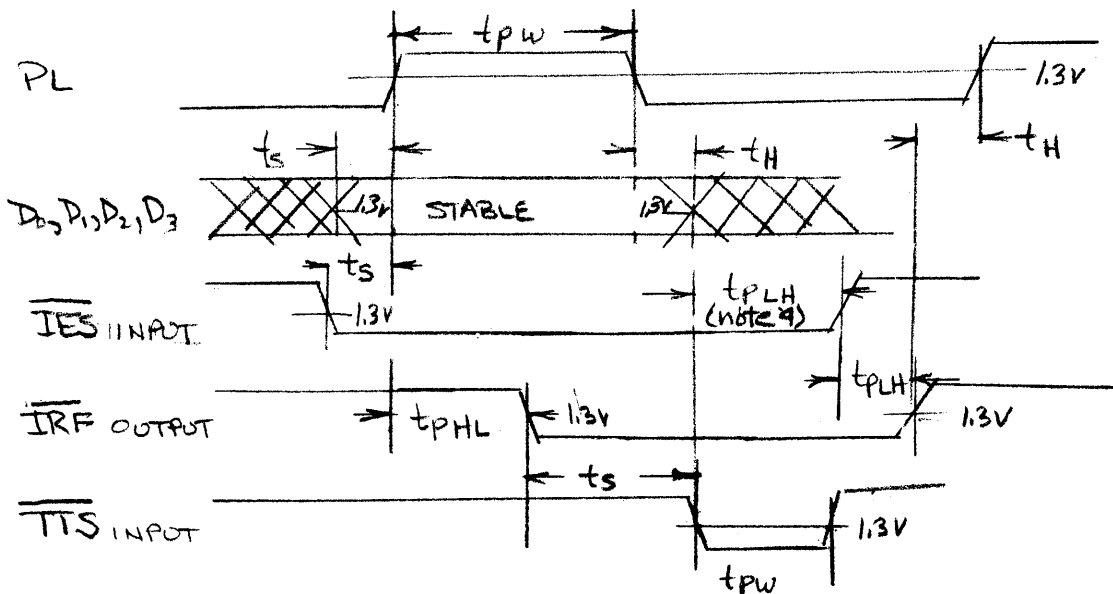 tpw
PL
1.3V
ts
tH
tH
D0, D1, D2, D3
1.3V
STABLE
1.3V
ts
tPLH
(note 4)
IES INPUT
1.3V
tPLH
IRF OUTPUT
tPHL
1.3V
1.3V
ts
TTS INPUT
1.3V
tpw